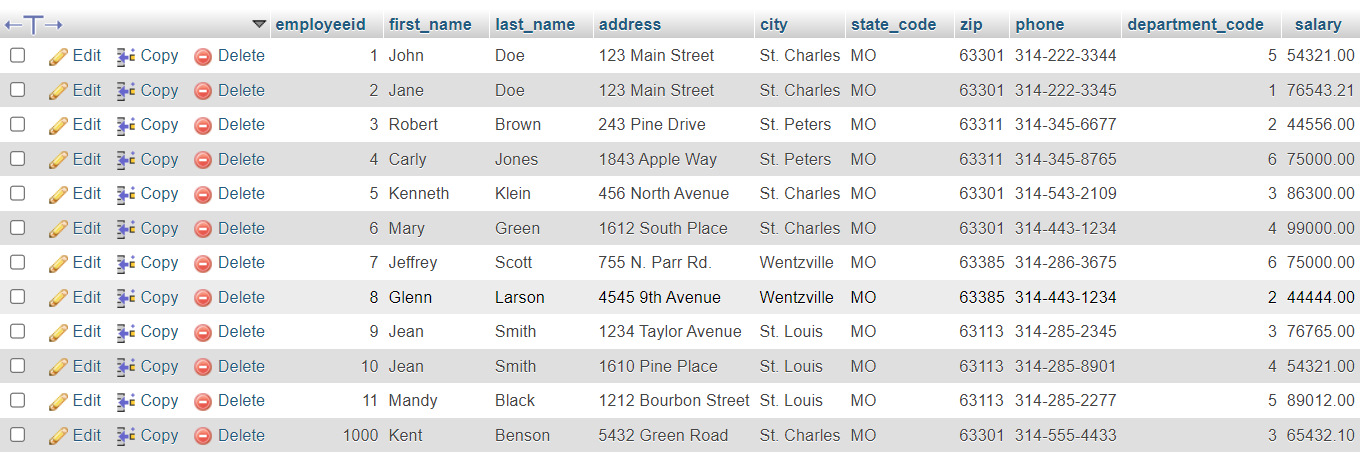 employeeid first_name last_name address city state_code zip phone department_code salary
Edit Copy Delete 1 John Doe 123 Main Street St. Charles MO 63301 314-222-3344 5 54321.00
Edit Copy Delete 2 Jane Doe 123 Main Street St. Charles MO 63301 314-222-3345 1 76543.21
Edit Copy Delete 3 Robert Brown 243 Pine Drive St. Peters MO 63311 314-345-6677 2 44556.00
Edit Copy Delete 4 Carly Jones 1843 Apple Way St. Peters MO 63311 314-345-8765 6 75000.00
Edit Copy Delete 5 Kenneth Klein 456 North Avenue St. Charles MO 63301 314-543-2109 3 86300.00
Edit Copy Delete 6 Mary Green 1612 South Place St. Charles MO 63301 314-443-1234 4 99000.00
Edit Copy Delete 7 Jeffrey Scott 755 N. Parr Rd. Wentzville MO 63385 314-286-3675 6 75000.00
Edit Copy Delete 8 Glenn Larson 4545 9th Avenue Wentzville MO 63385 314-443-1234 2 44444.00
Edit Copy Delete 9 Jean Smith 1234 Taylor Avenue St. Louis MO 63113 314-285-2345 3 76765.00
Edit Copy Delete 10 Jean Smith 1610 Pine Place St. Louis MO 63113 314-285-8901 4 54321.00
Edit Copy Delete 11 Mandy Black 1212 Bourbon Street St. Louis MO 63113 314-285-2277 5 89012.00
Edit Copy Delete 1000 Kent Benson 5432 Green Road St. Charles MO 63301 314-555-4433 3 65432.10